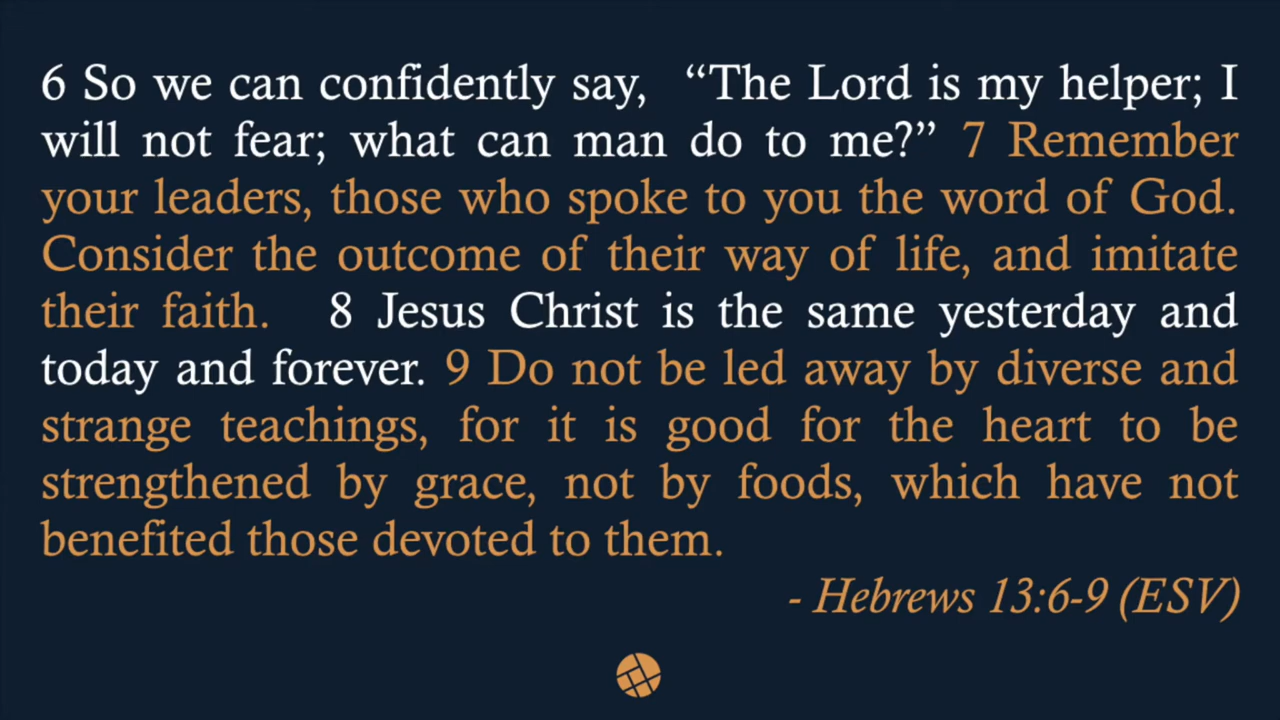 6 So we can confidently say, “The Lord is my helper; I
will not fear; what can man do to me?” 7 Remember
your leaders, those who spoke to you the word of God.
Consider the outcome of their way of life, and imitate
their faith. 8 Jesus Christ is the same yesterday and
today and forever. 9 Do not be led away by diverse and
strange teachings, for it is good for the heart to be
strengthened by grace, not by foods, which have not
benefited those devoted to them.
- Hebrews 13:6-9 (ESV)